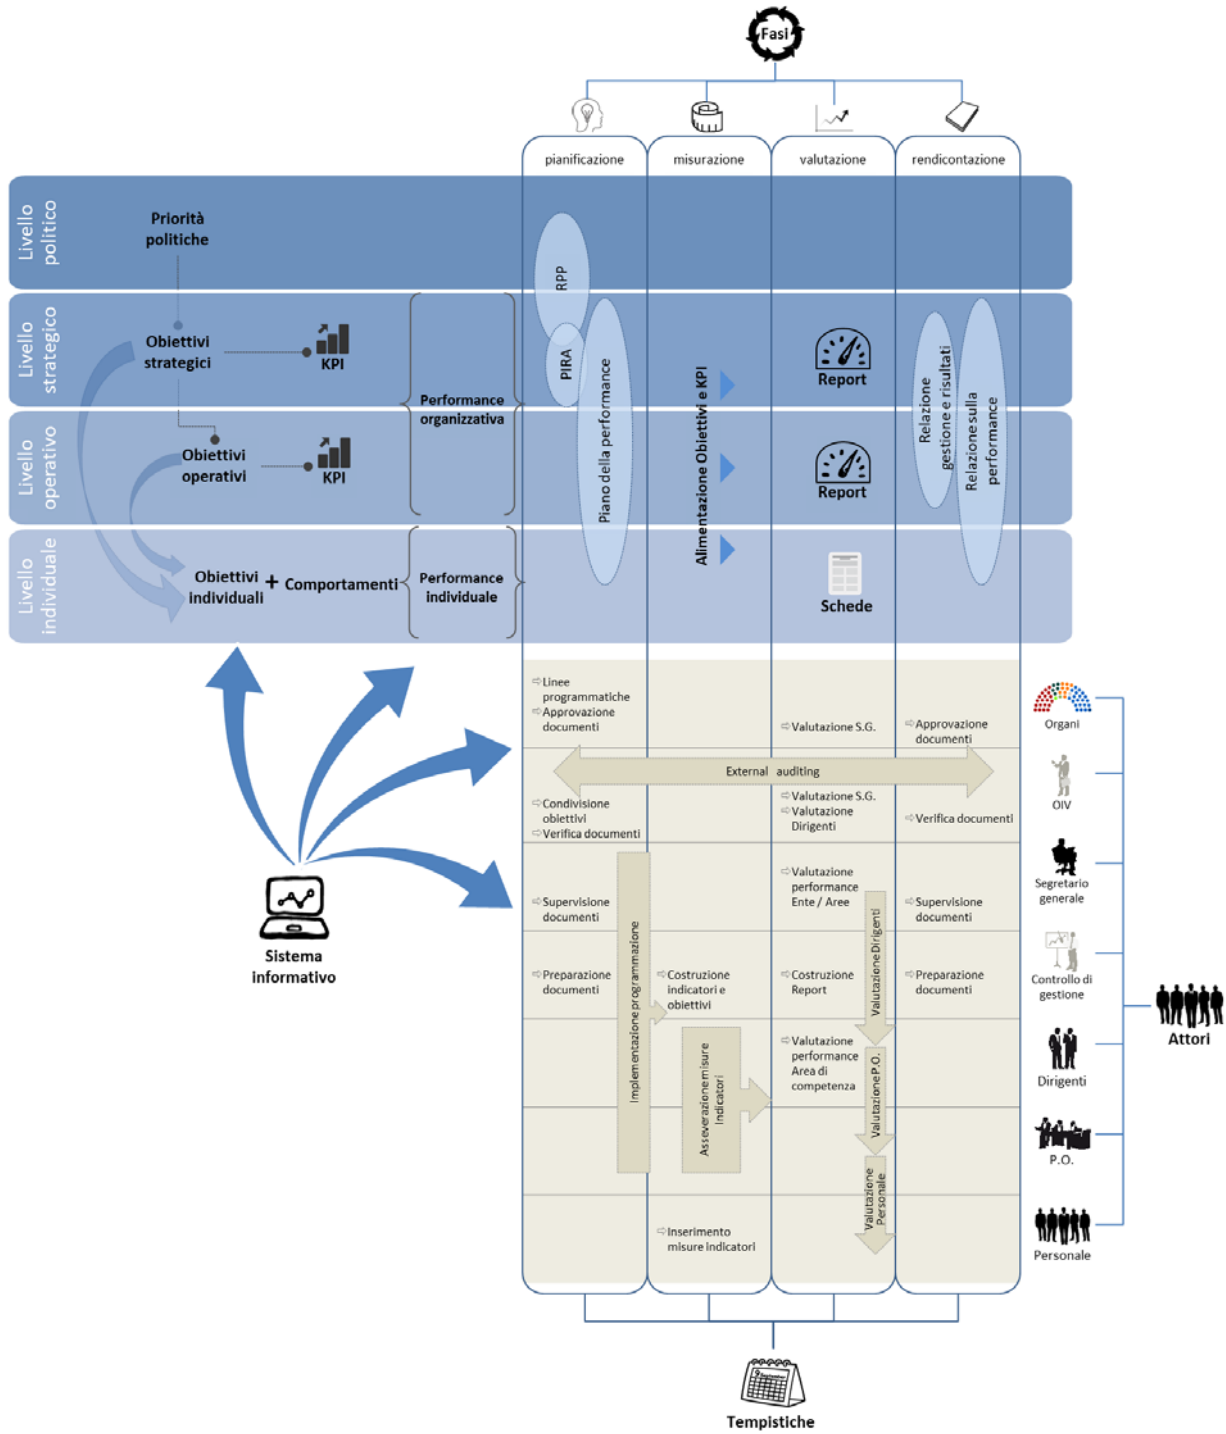 Fasi
pianificazione
misurazione
valutazione
rendicontazione
Livello
politico
Priorità
politiche
RPP
Livello
strategico
Obiettivi
strategici
KPI
PIRA
Report
Performance
organizzativa
Piano della performance
Alimentazione Obiettivi e KPI
Relazione
gestione e risultati
Relazione sulla
performance
Livello
operativo
Obiettivi
operativi
KPI
Report
Livello
individuale
Obiettivi
individuali
+
Comportamenti
Performance
individuale
Schede
⇨Linee
programmatiche
⇨Approvazione
documenti
⇨Valutazione S.G.
⇨Approvazione
documenti
Organi
External auditing
⇨Condivisione
obiettivi
⇨Verifica documenti
⇨Valutazione S.G.
⇨Valutazione
Dirigenti
⇨Verifica documenti
OIV
⇨Supervisione
documenti
⇨Valutazione
performance
Ente / Aree
⇨Supervisione
documenti
Segretario
generale
Sistema
informativo
⇨Preparazione
documenti
Implementazione programmazione
⇨Costruzione
indicatori e
obiettivi
⇨Costruzione
Report
Valutazione Dirigenti
⇨Preparazione
documenti
Controllo di
gestione
Attori
Asseverazione misure
Indicatori
⇨Valutazione
performance
Area di
competenza
Valutazione P.O.
Dirigenti
P.O.
Valutazione
Personale
⇨Inserimento
misure indicatori
Personale
September
Tempistiche